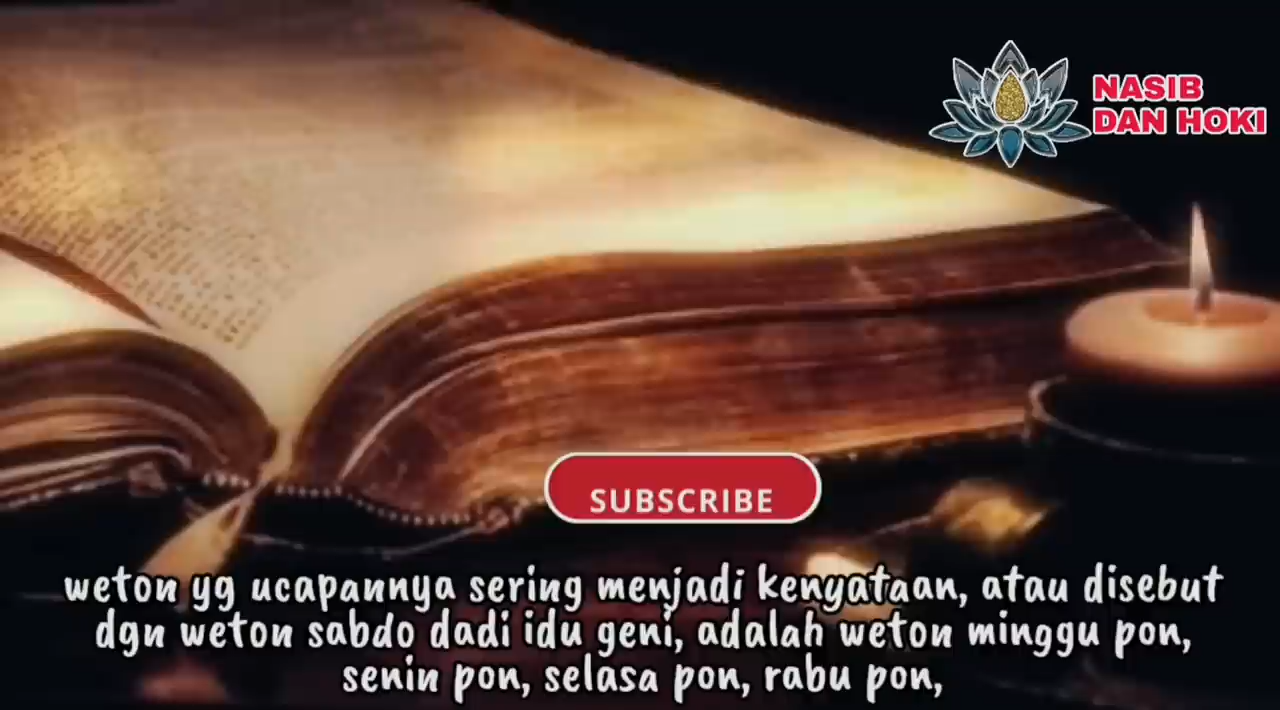 NASIB
DAN HOKI
SUBSCRIBE
weton yg ucapannya sering menjadi kenyataan, atau disebut
dgn weton sabdo dadi idu geni, adalah weton minggu pon,
senin pon, selasa pon, rabu pon,